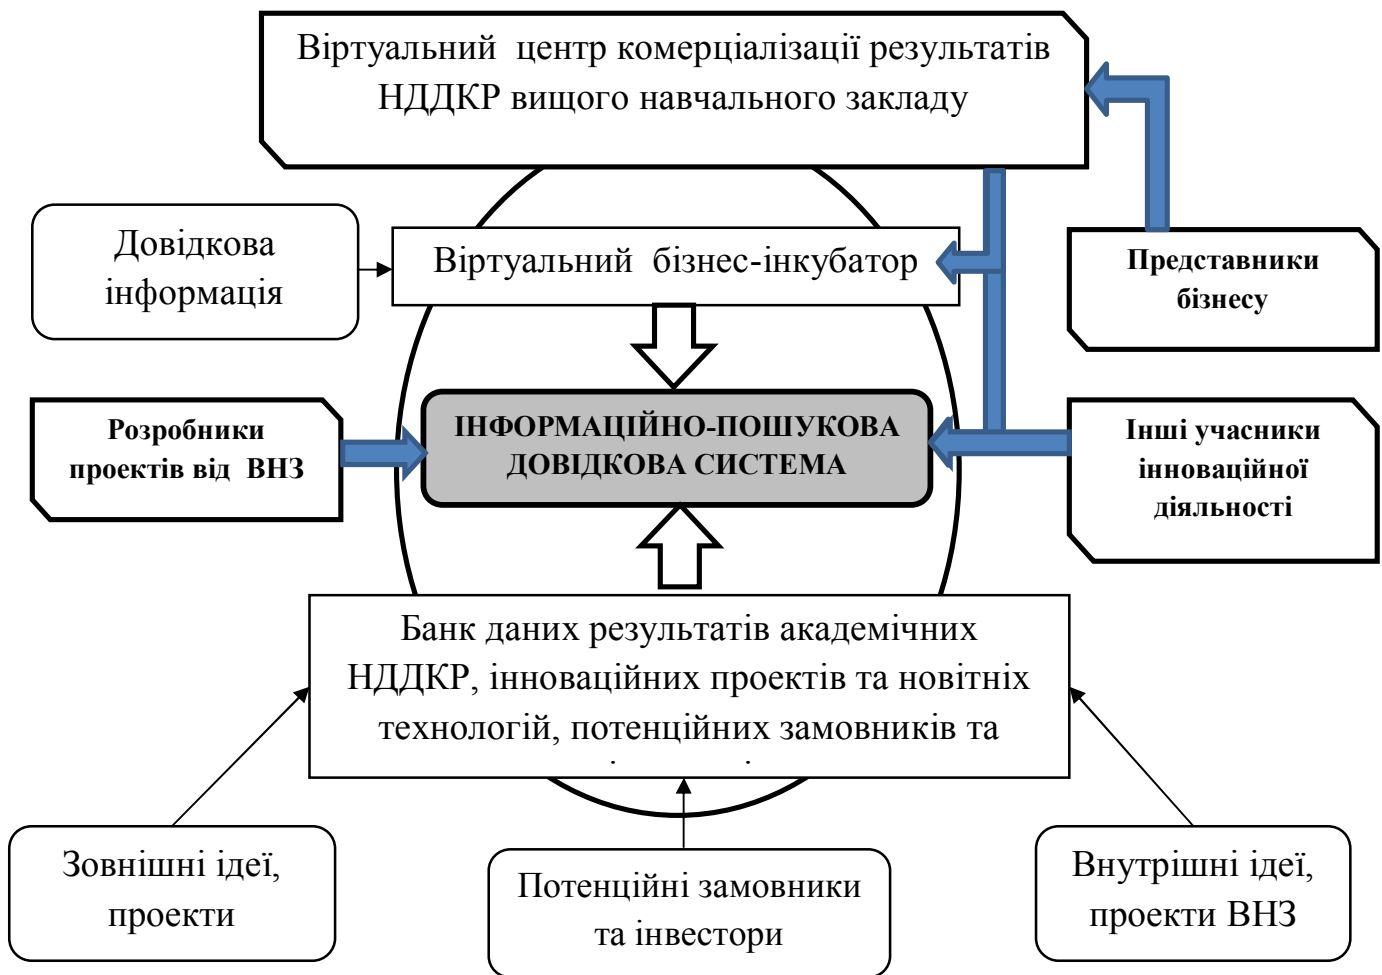 Віртуальний центр комерціалізації результатів
НДДКР вищого навчального закладу
Довідкова
інформація
Віртуальний бізнес-інкубатор
Представники
бізнесу
Розробники
проектів від ВНЗ
ІНФОРМАЦІЙНО-ПОШУКОВА
ДОВІДКОВА СИСТЕМА
Інші учасники
інноваційної
діяльності
Банк даних результатів академічних
НДДКР, інноваційних проектів та новітніх
технологій, потенційних замовників та
Зовнішні ідеї,
проекти
Потенційні замовники
та інвестори
Внутрішні ідеї,
проекти ВНЗ